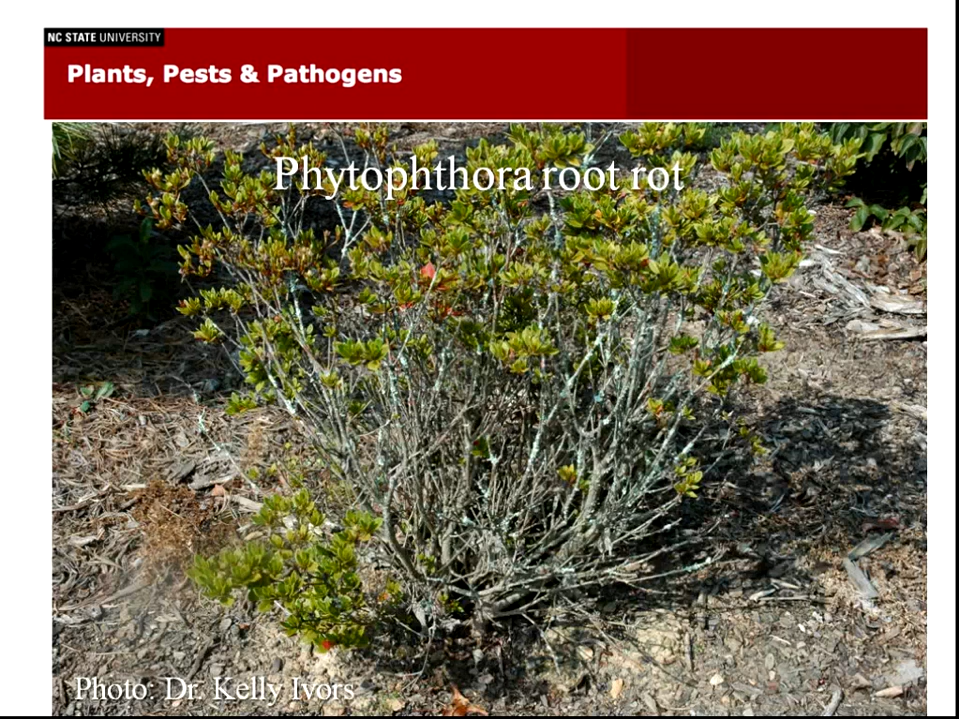 NC STATE UNIVERSITY
Plants, Pests & Pathogens
Phytophthora root rot
Photo: Dr. Kelly Ivors